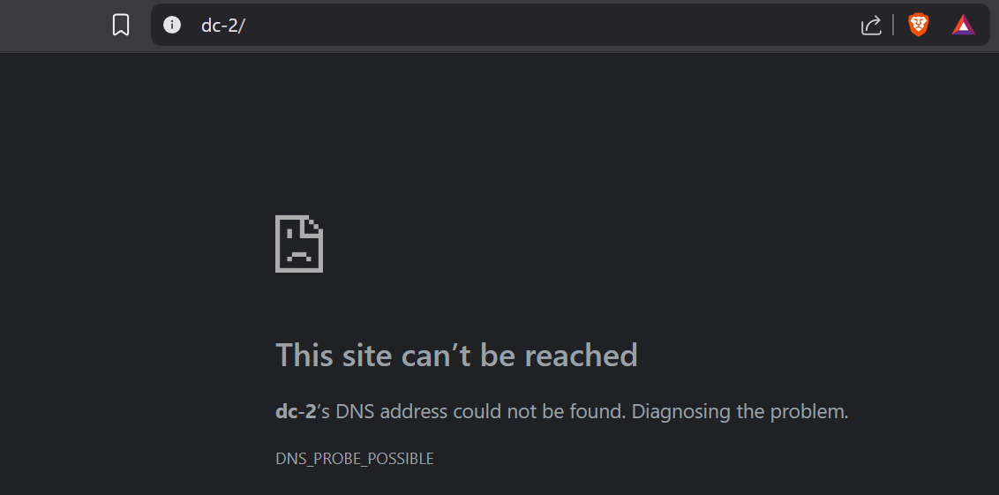 dc-2/
This site can’t be reached
dc-2’s DNS address could not be found. Diagnosing the problem.
DNS_PROBE_POSSIBLE